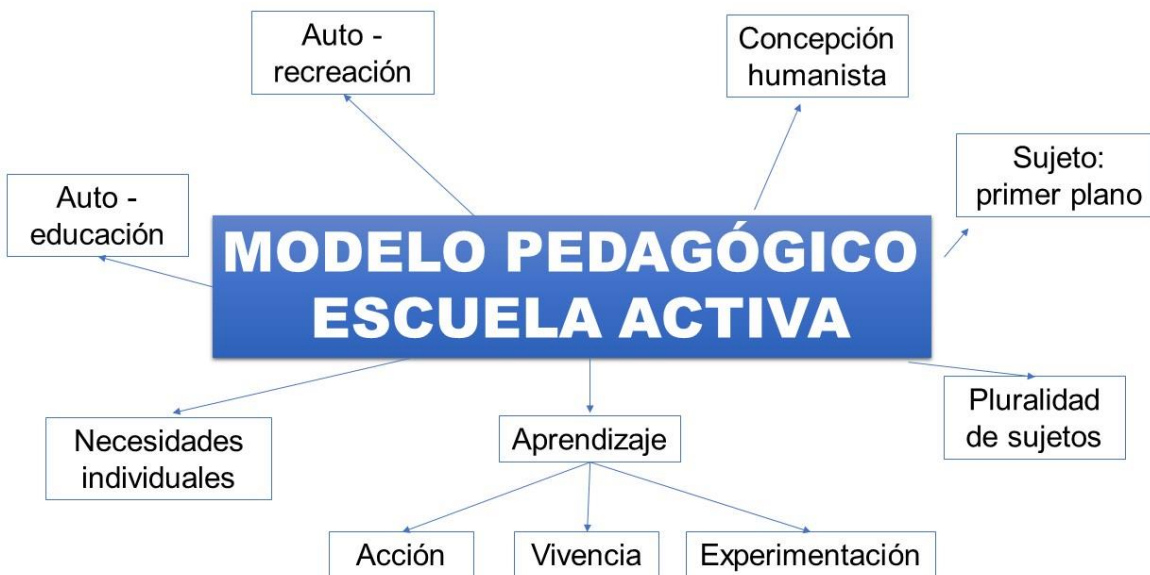 Auto -
recreación
Concepción
humanista
Sujeto:
primer plano
Auto -
educación
MODELO PEDAGÓGICO
ESCUELA ACTIVA
Necesidades
individuales
Aprendizaje
Pluralidad
de sujetos
Acción
Vivencia
Experimentación